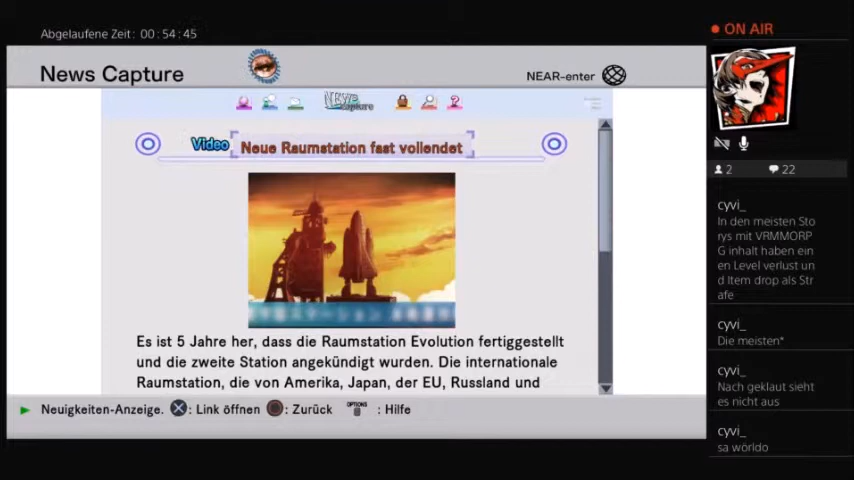 Abgelaufene Zeit: 00:54:45
ON AIR
News Capture
NEAR-enter
NEWS capture
Video
Neue Raumstation fast vollendet
Es ist 5 Jahre her, dass die Raumstation Evolution fertiggestellt
und die zweite Station angekündigt wurden. Die internationale
Raumstation, die von Amerika, Japan, der EU, Russland und
Neuigkeiten-Anzeige. : Link öffnen : Zurück OPTIONS : Hilfe
2 22
cyvi_
In den meisten Sto
rys mit VRMMORP
G inhalt haben ein
en Level verlust un
d Item drop als Str
afe
cyvi_
Die meisten*
cyvi_
Nach geklaut sieht
es nicht aus
cyvi_
sa wörldo